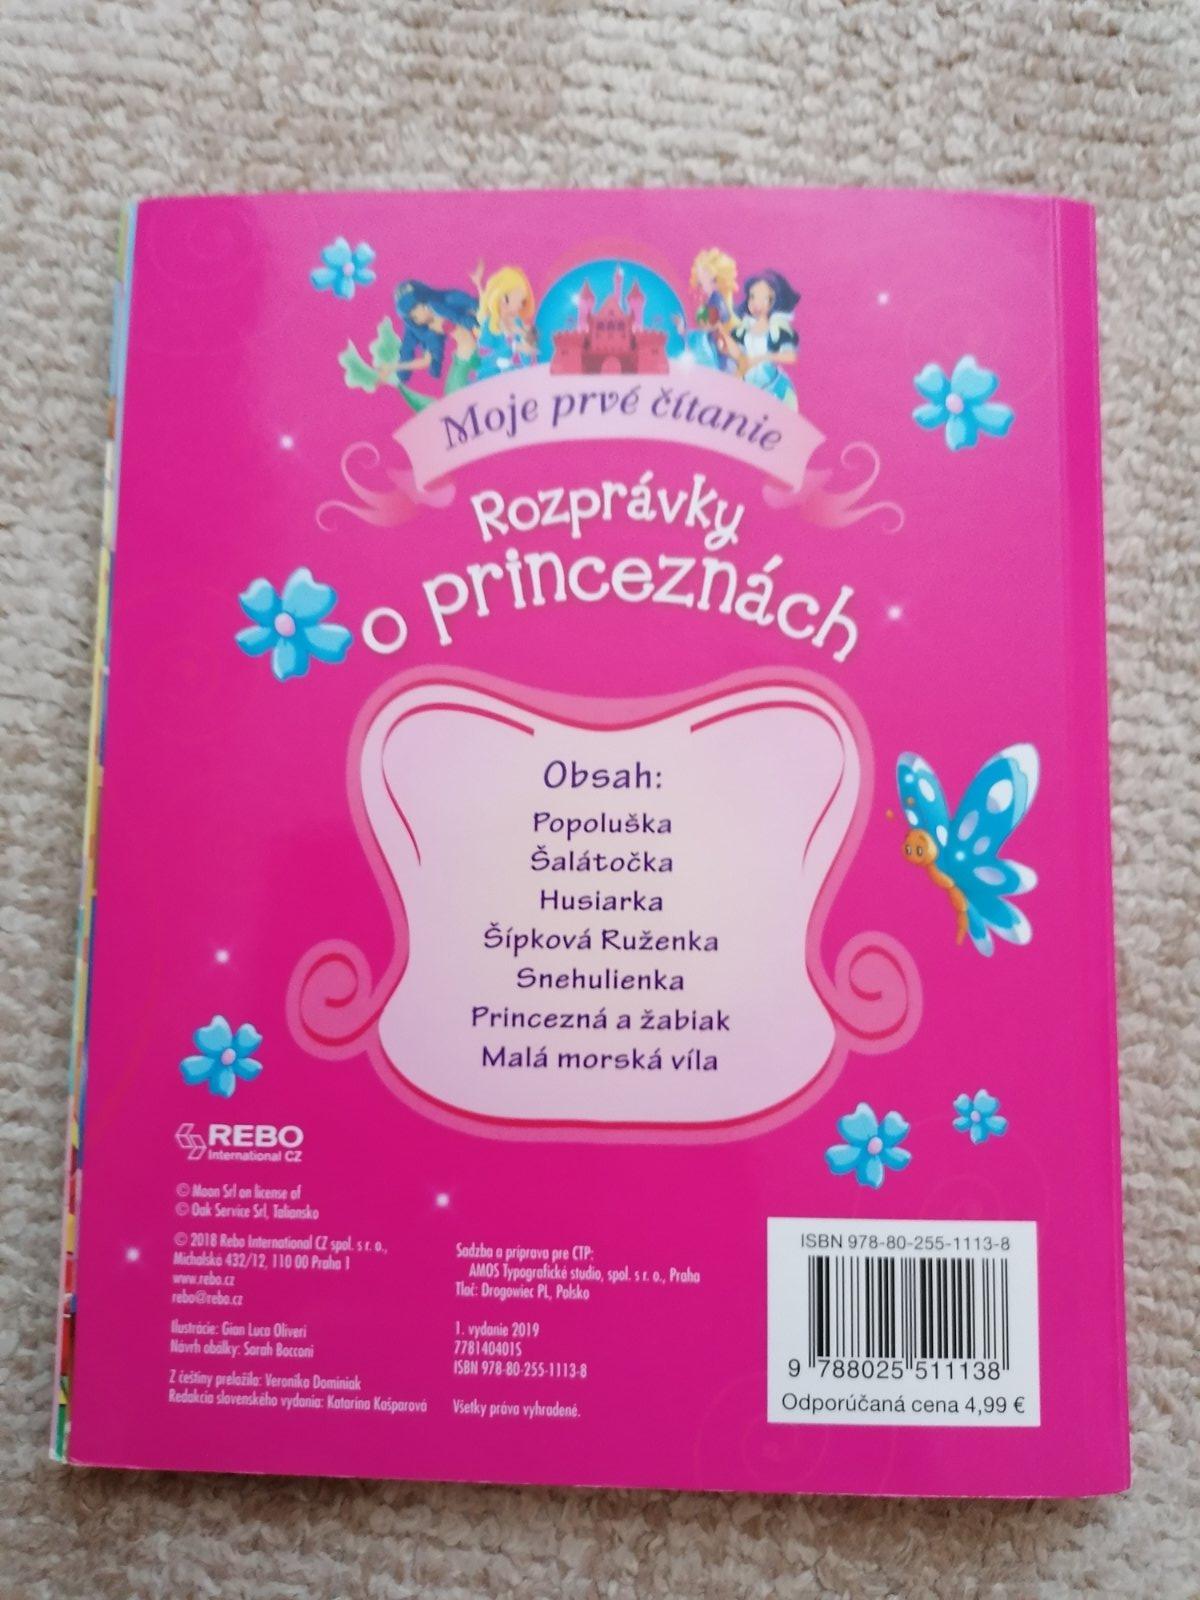 Moje prvé čítanie
Rozprávky
o princeznách
Obsah:
Popoluška
Šalátočka
Husiarka
Šípková Ruženka
Snehulienka
Princezná a žabiak
Malá morská víla
REBO
International CZ
© Moon Srl on license of
© Oak Service Srl, Taliansko
© 2018 Rebo International CZ spol. s r. o.,
Michalská 432/12, 110 00 Praha 1
www.rebo.cz
rebo@rebo.cz
Ilustrácie: Gian Luca Oliveri
Návrh obálky: Sarah Bocconi
Z češtiny preložila: Veronika Dominiak
Redakcia slovenského vydania: Katarína Kašparová
Sadzba a príprava pre CTP:
AMOS Typografické studio, spol. s r. o., Praha
Tlač: Drogowiec PL, Polsko
1. vydanie 2019
778140401S
ISBN 978-80-255-1113-8
Všetky práva vyhradené.
ISBN 978-80-255-1113-8
9 788025 511138
Odporúčaná cena 4,99 €